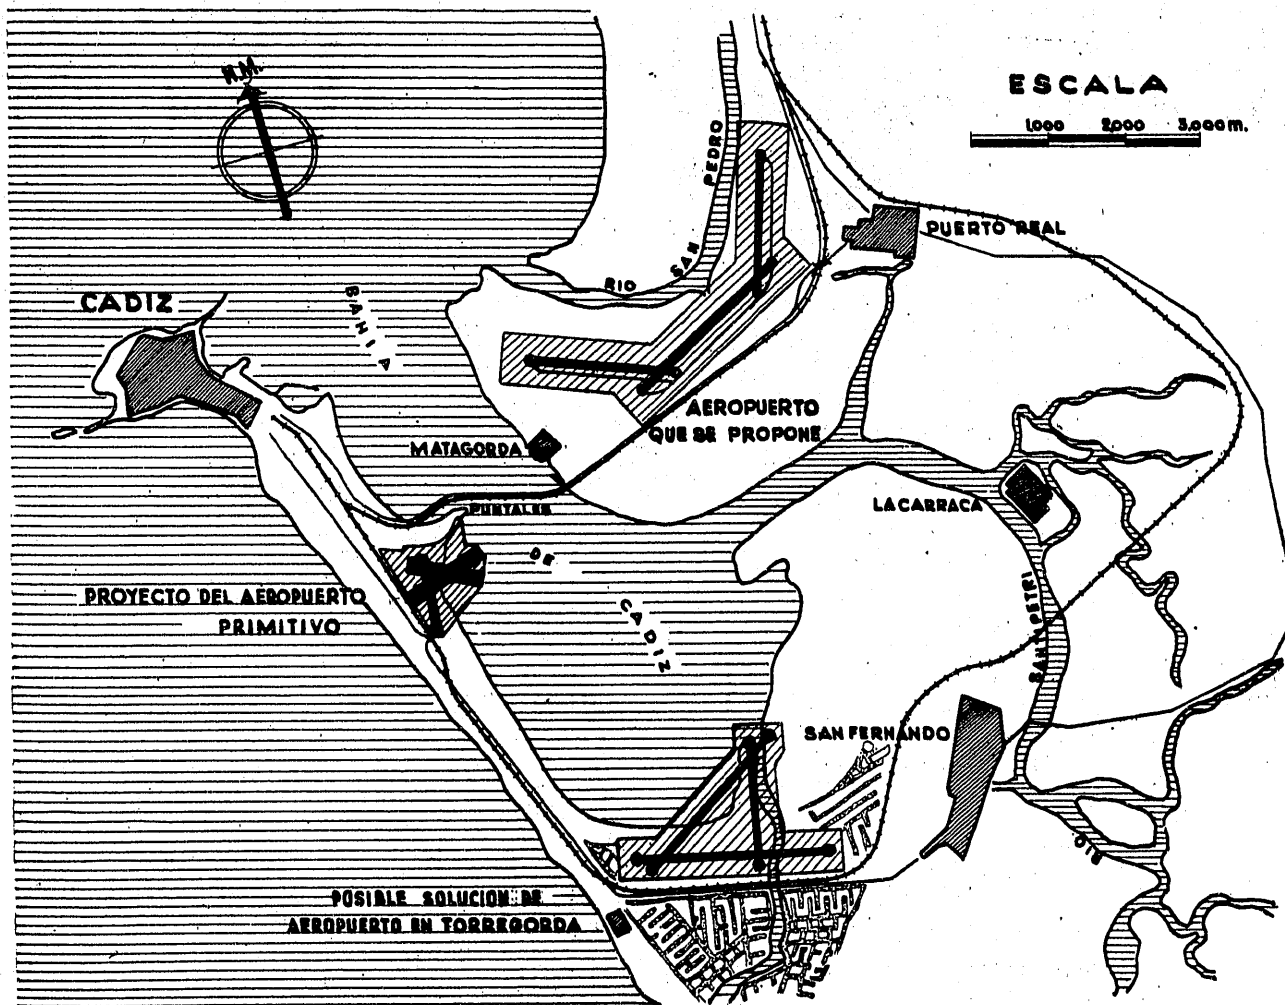 N.M.
ESCALA
1,000 2,000 3,000 m.
RIO SAN PEDRO
PUERTO REAL
CADIZ
BAHIA DE CADIZ
AEROPUERTO
QUE SE PROPONE
MATAGORDA
PUNTALES
LA CARRACA
PROYECTO DEL AEROPUERTO
PRIMITIVO
SANTI PETRI
SAN FERNANDO
RIO
POSIBLE SOLUCION DE
AEROPUERTO EN TORREGORDA